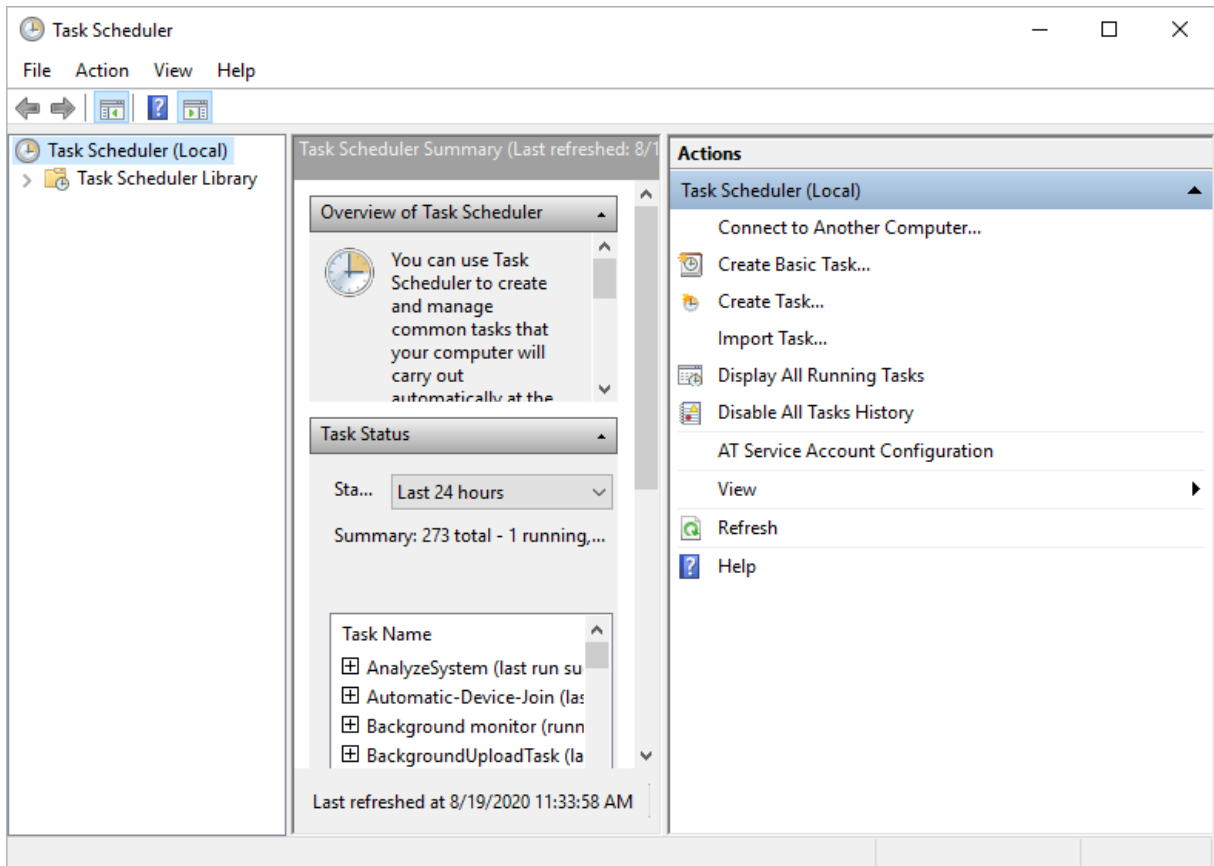 Task Scheduler
File Action View Help
Task Scheduler (Local)
Task Scheduler Library
Task Scheduler Summary (Last refreshed: 8/1
Overview of Task Scheduler
You can use Task
Scheduler to create
and manage
common tasks that
your computer will
carry out
automatically at the
Task Status
Sta...
Last 24 hours
Summary: 273 total - 1 running,...
Task Name
AnalyzeSystem (last run su
Automatic-Device-Join (las
Background monitor (runn
BackgroundUploadTask (la
Last refreshed at 8/19/2020 11:33:58 AM
Actions
Task Scheduler (Local)
Connect to Another Computer...
Create Basic Task...
Create Task...
Import Task...
Display All Running Tasks
Disable All Tasks History
AT Service Account Configuration
View
Refresh
Help